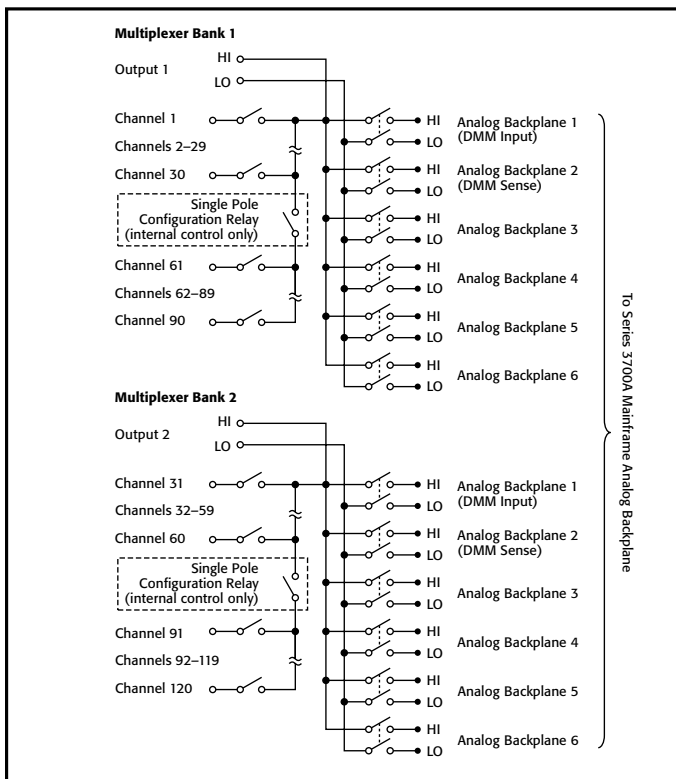 Multiplexer Bank 1
Output 1
HI
LO
Channel 1
Channels 2–29
Channel 30
Single Pole
Configuration Relay
(internal control only)
Channel 61
Channels 62–89
Channel 90
HI
LO
Analog Backplane 1
(DMM Input)
HI
LO
Analog Backplane 2
(DMM Sense)
HI
LO
Analog Backplane 3
HI
LO
Analog Backplane 4
HI
LO
Analog Backplane 5
HI
LO
Analog Backplane 6
Multiplexer Bank 2
Output 2
HI
LO
Channel 31
Channels 32–59
Channel 60
Single Pole
Configuration Relay
(internal control only)
Channel 91
Channels 92–119
Channel 120
HI
LO
Analog Backplane 1
(DMM Input)
HI
LO
Analog Backplane 2
(DMM Sense)
HI
LO
Analog Backplane 3
HI
LO
Analog Backplane 4
HI
LO
Analog Backplane 5
HI
LO
Analog Backplane 6
To Series 3700A Mainframe Analog Backplane